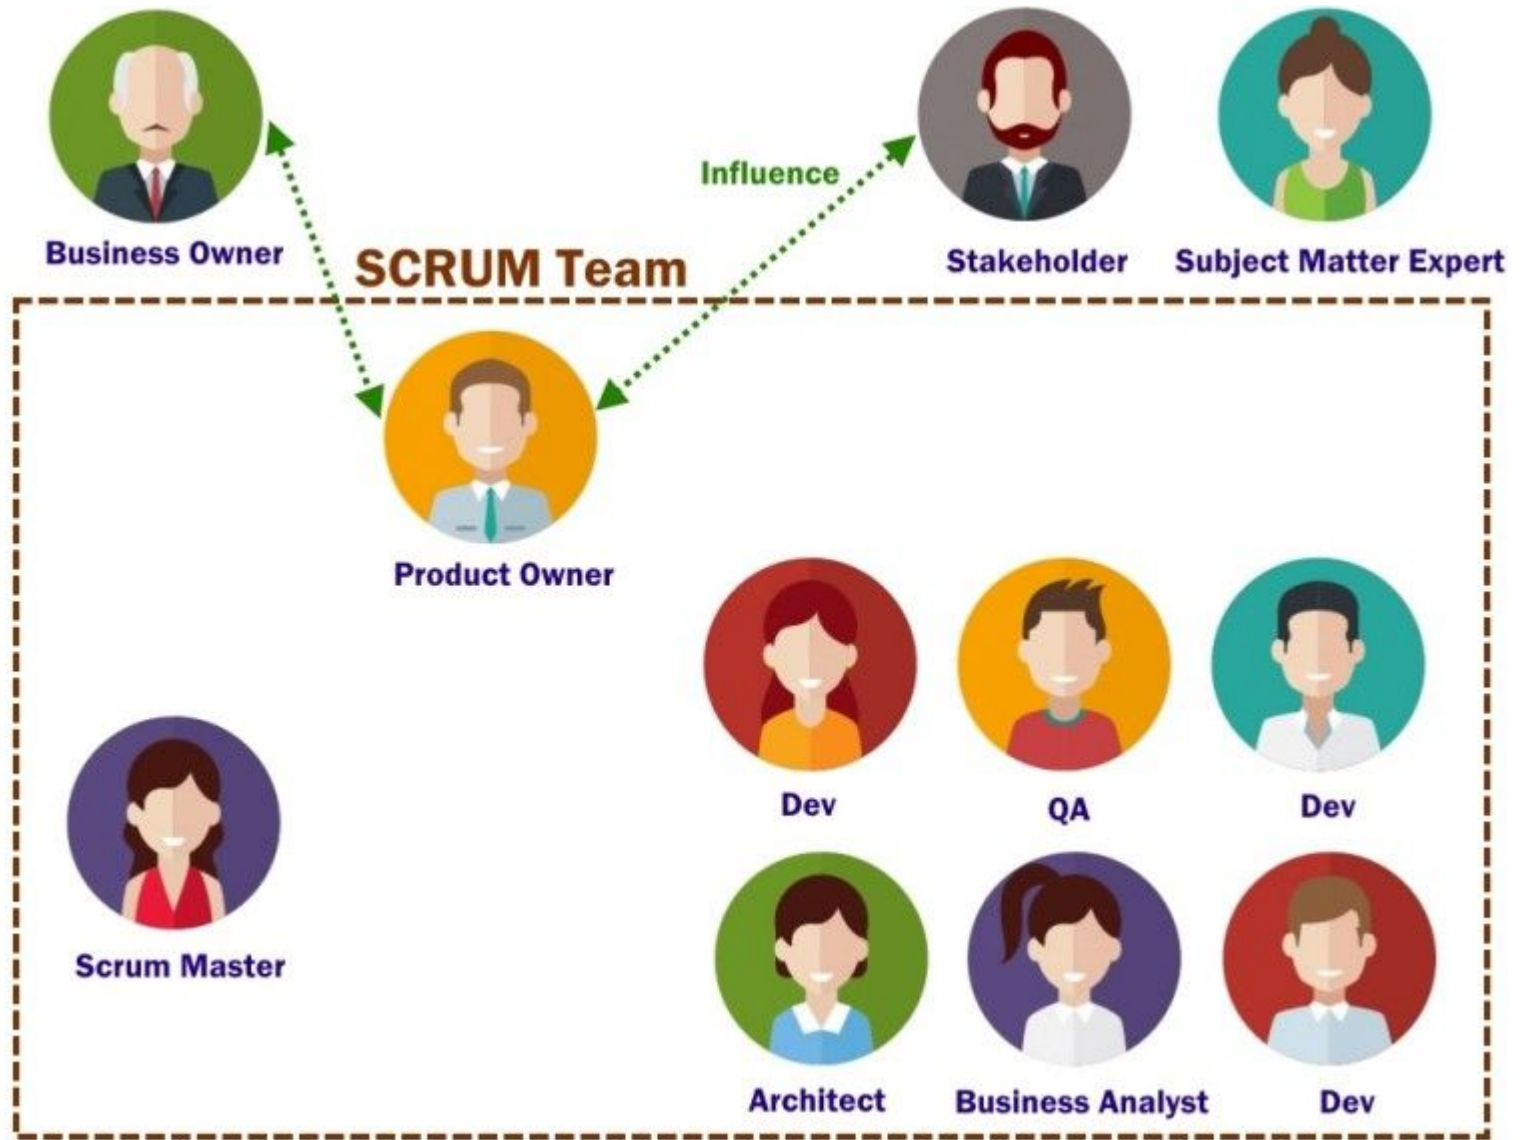 Influence
Business Owner
SCRUM Team
Stakeholder
Subject Matter Expert
Product Owner
Dev
QA
Dev
Scrum Master
Architect
Business Analyst
Dev